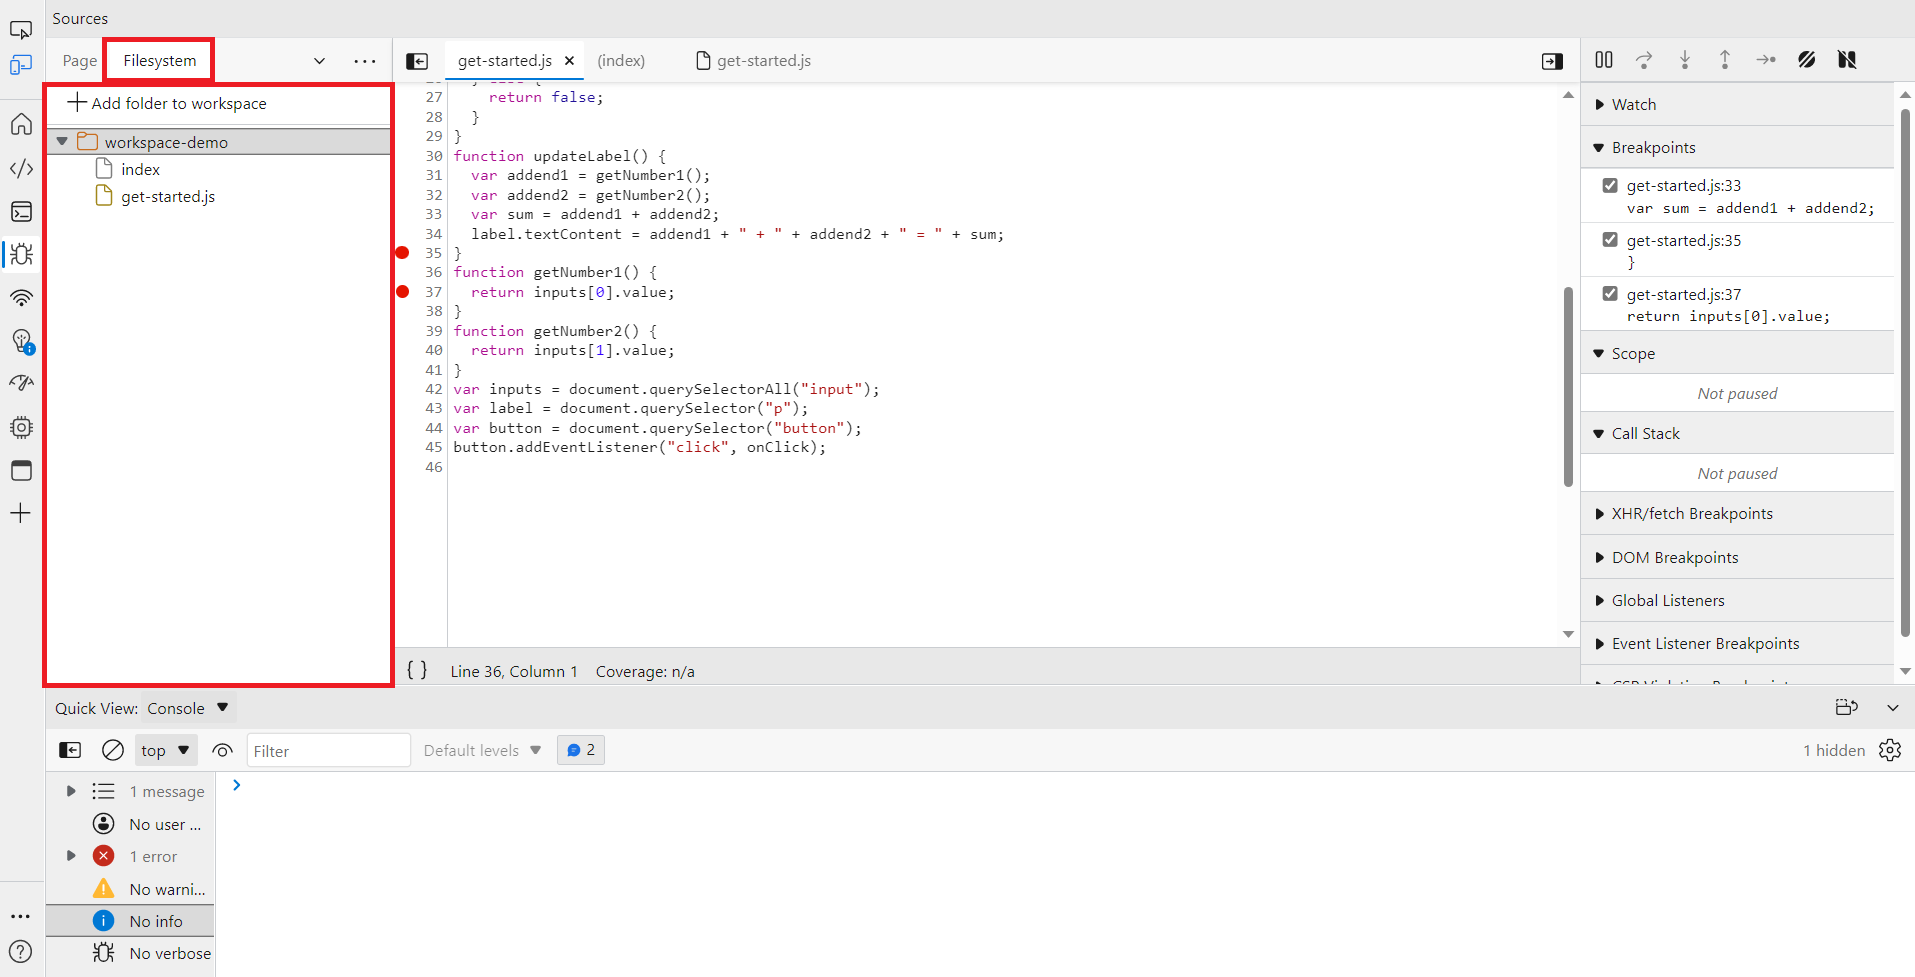 Sources
Page
Filesystem
Add folder to workspace
workspace-demo
index
get-started.js
get-started.js
(index)
get-started.js
27 return false;
28 }
29 }
30 function updateLabel() {
31 var addend1 = getNumber1();
32 var addend2 = getNumber2();
33 var sum = addend1 + addend2;
34 label.textContent = addend1 + " + " + addend2 + " = " + sum;
35 }
36 function getNumber1() {
37 return inputs[0].value;
38 }
39 function getNumber2() {
40 return inputs[1].value;
41 }
42 var inputs = document.querySelectorAll("input");
43 var label = document.querySelector("p");
44 var button = document.querySelector("button");
45 button.addEventListener("click", onClick);
46
{ } Line 36, Column 1 Coverage: n/a
Watch
Breakpoints
get-started.js:33
var sum = addend1 + addend2;
get-started.js:35
}
get-started.js:37
return inputs[0].value;
Scope
Not paused
Call Stack
Not paused
XHR/fetch Breakpoints
DOM Breakpoints
Global Listeners
Event Listener Breakpoints
Quick View: Console
top
Filter
Default levels
2
1 hidden
1 message
No user ...
1 error
No warni...
No info
No verbose